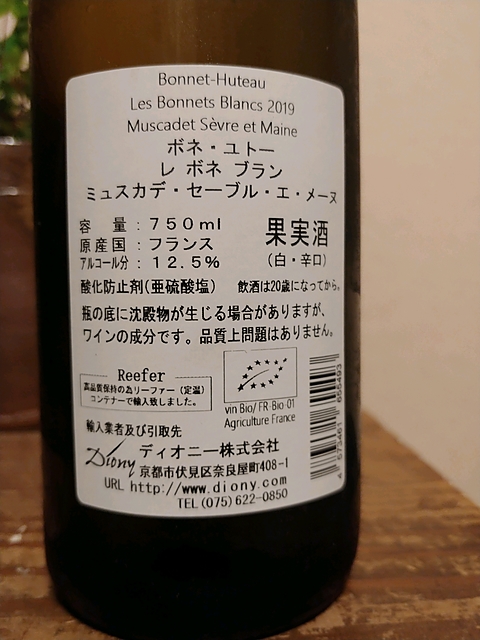 Bonnet-Huteau
Les Bonnets Blancs 2019
Muscadet Sèvre et Maine
ボネ・ユトー
レ ボネ ブラン
ミュスカデ・セーブル・エ・メーヌ
容 量：７５０ml
原産国：フランス
アルコール分：１２.５％
果実酒
(白・辛口)
酸化防止剤(亜硫酸塩) 飲酒は20歳になってから。
瓶の底に沈殿物が生じる場合がありますが、
ワインの成分です。品質上問題はありません。
Reefer
高品質保持の為リーファー（定温）
コンテナーで輸入致しました。
vin Bio/ FR-Bio-01
Agriculture France
輸入業者及び引取先
Diony ディオニー株式会社
京都市伏見区奈良屋町408-1
URL http://www.diony.com
TEL (075) 622-0850
4 573461 655493